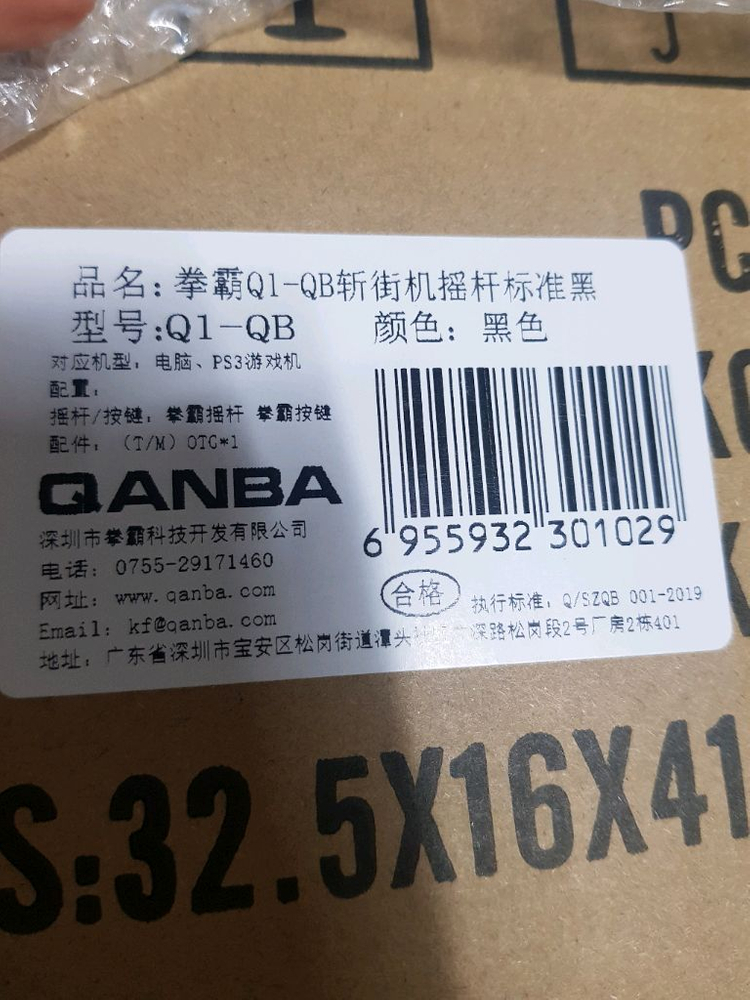 PC
品名:拳霸Q1-QB斩街机摇杆标准黑
型号:Q1-QB 颜色: 黑色
对应机型: 电脑、PS3游戏机
配置:
摇杆/按键: 拳霸摇杆 拳霸按键
配件: (T/M) OTG*1
QANBA
6 955932 301029
深圳市拳霸科技开发有限公司
电话: 0755-29171460
网址: www.qanba.com
合格 执行标准: Q/SZQB 001-2019
Email: kf@qanba.com
地址: 广东省深圳市宝安区松岗街道潭头 深路松岗段2号厂房2栋401
S:32.5X16X41